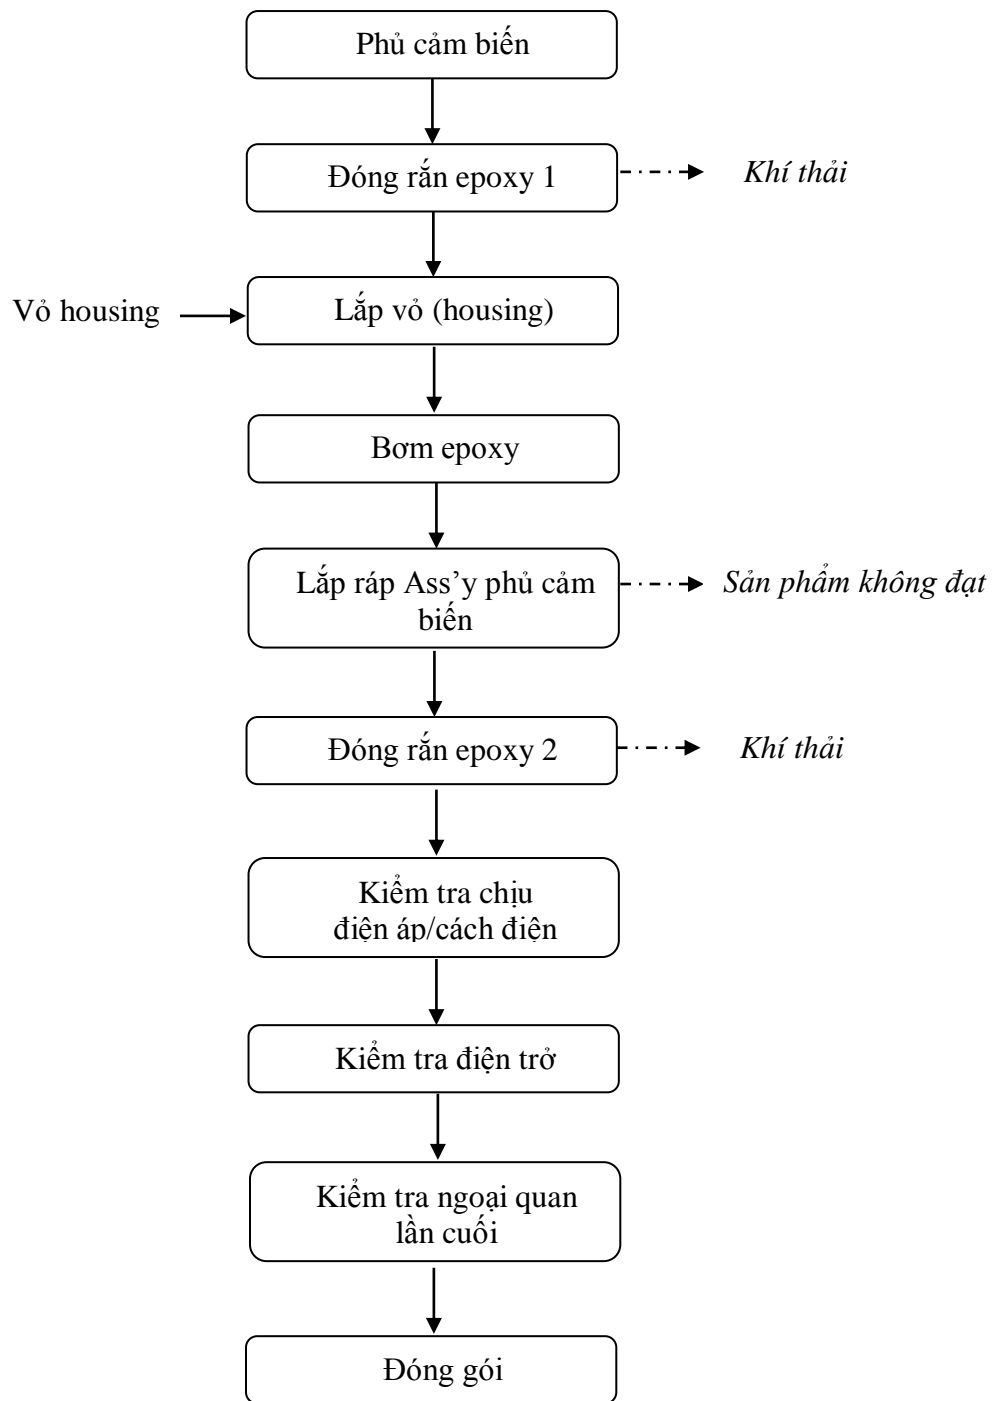 Phủ cảm biến
Đóng rắn epoxy 1
Khí thải
Vỏ housing
Lắp vỏ (housing)
Bơm epoxy
Lắp ráp Ass’y phủ cảm
biến
Sản phẩm không đạt
Đóng rắn epoxy 2
Khí thải
Kiểm tra chịu
điện áp/cách điện
Kiểm tra điện trở
Kiểm tra ngoại quan
lần cuối
Đóng gói